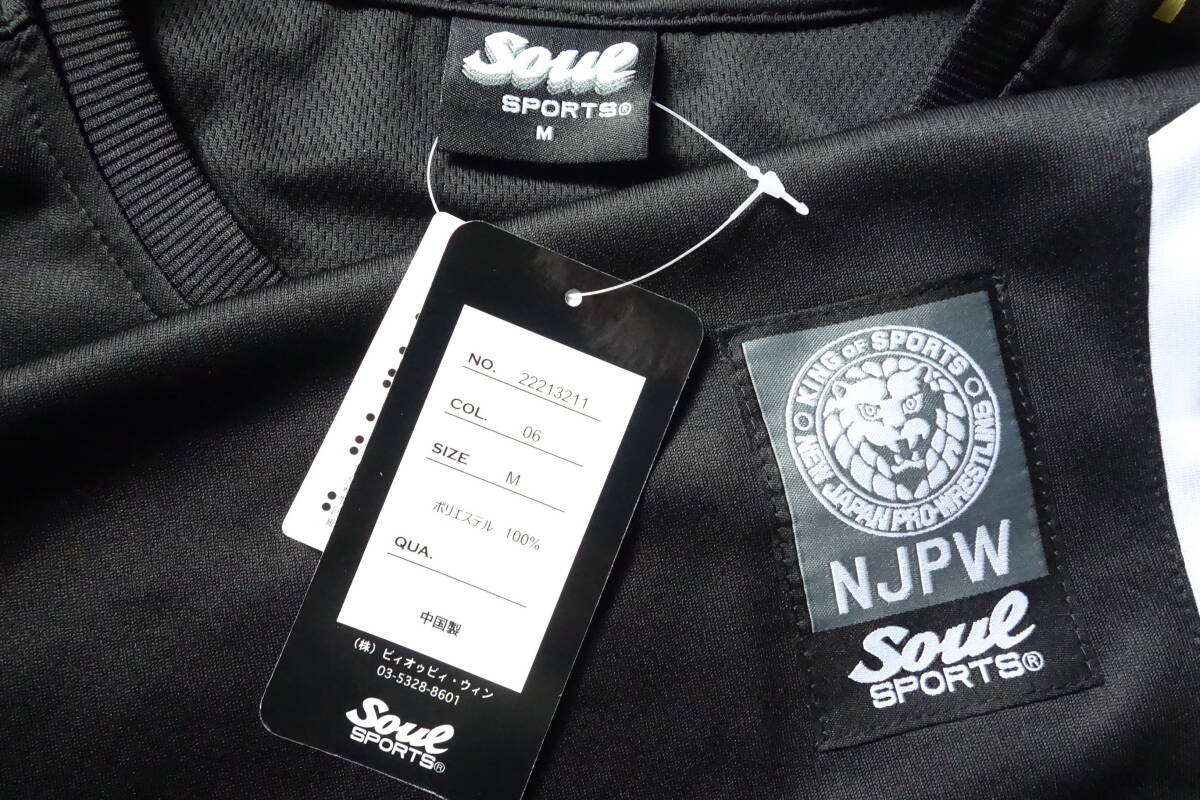 Soul
SPORTS®
M
NO. 22213211
COL. 06
SIZE M
ポリエステル 100%
QUA.
中国製
(株) ビィオゥビィ・ウィン
03-5328-8601
Soul
SPORTS®
KING OF SPORTS
NEW JAPAN PRO-WRESTLING
NJPW
Soul
SPORTS®